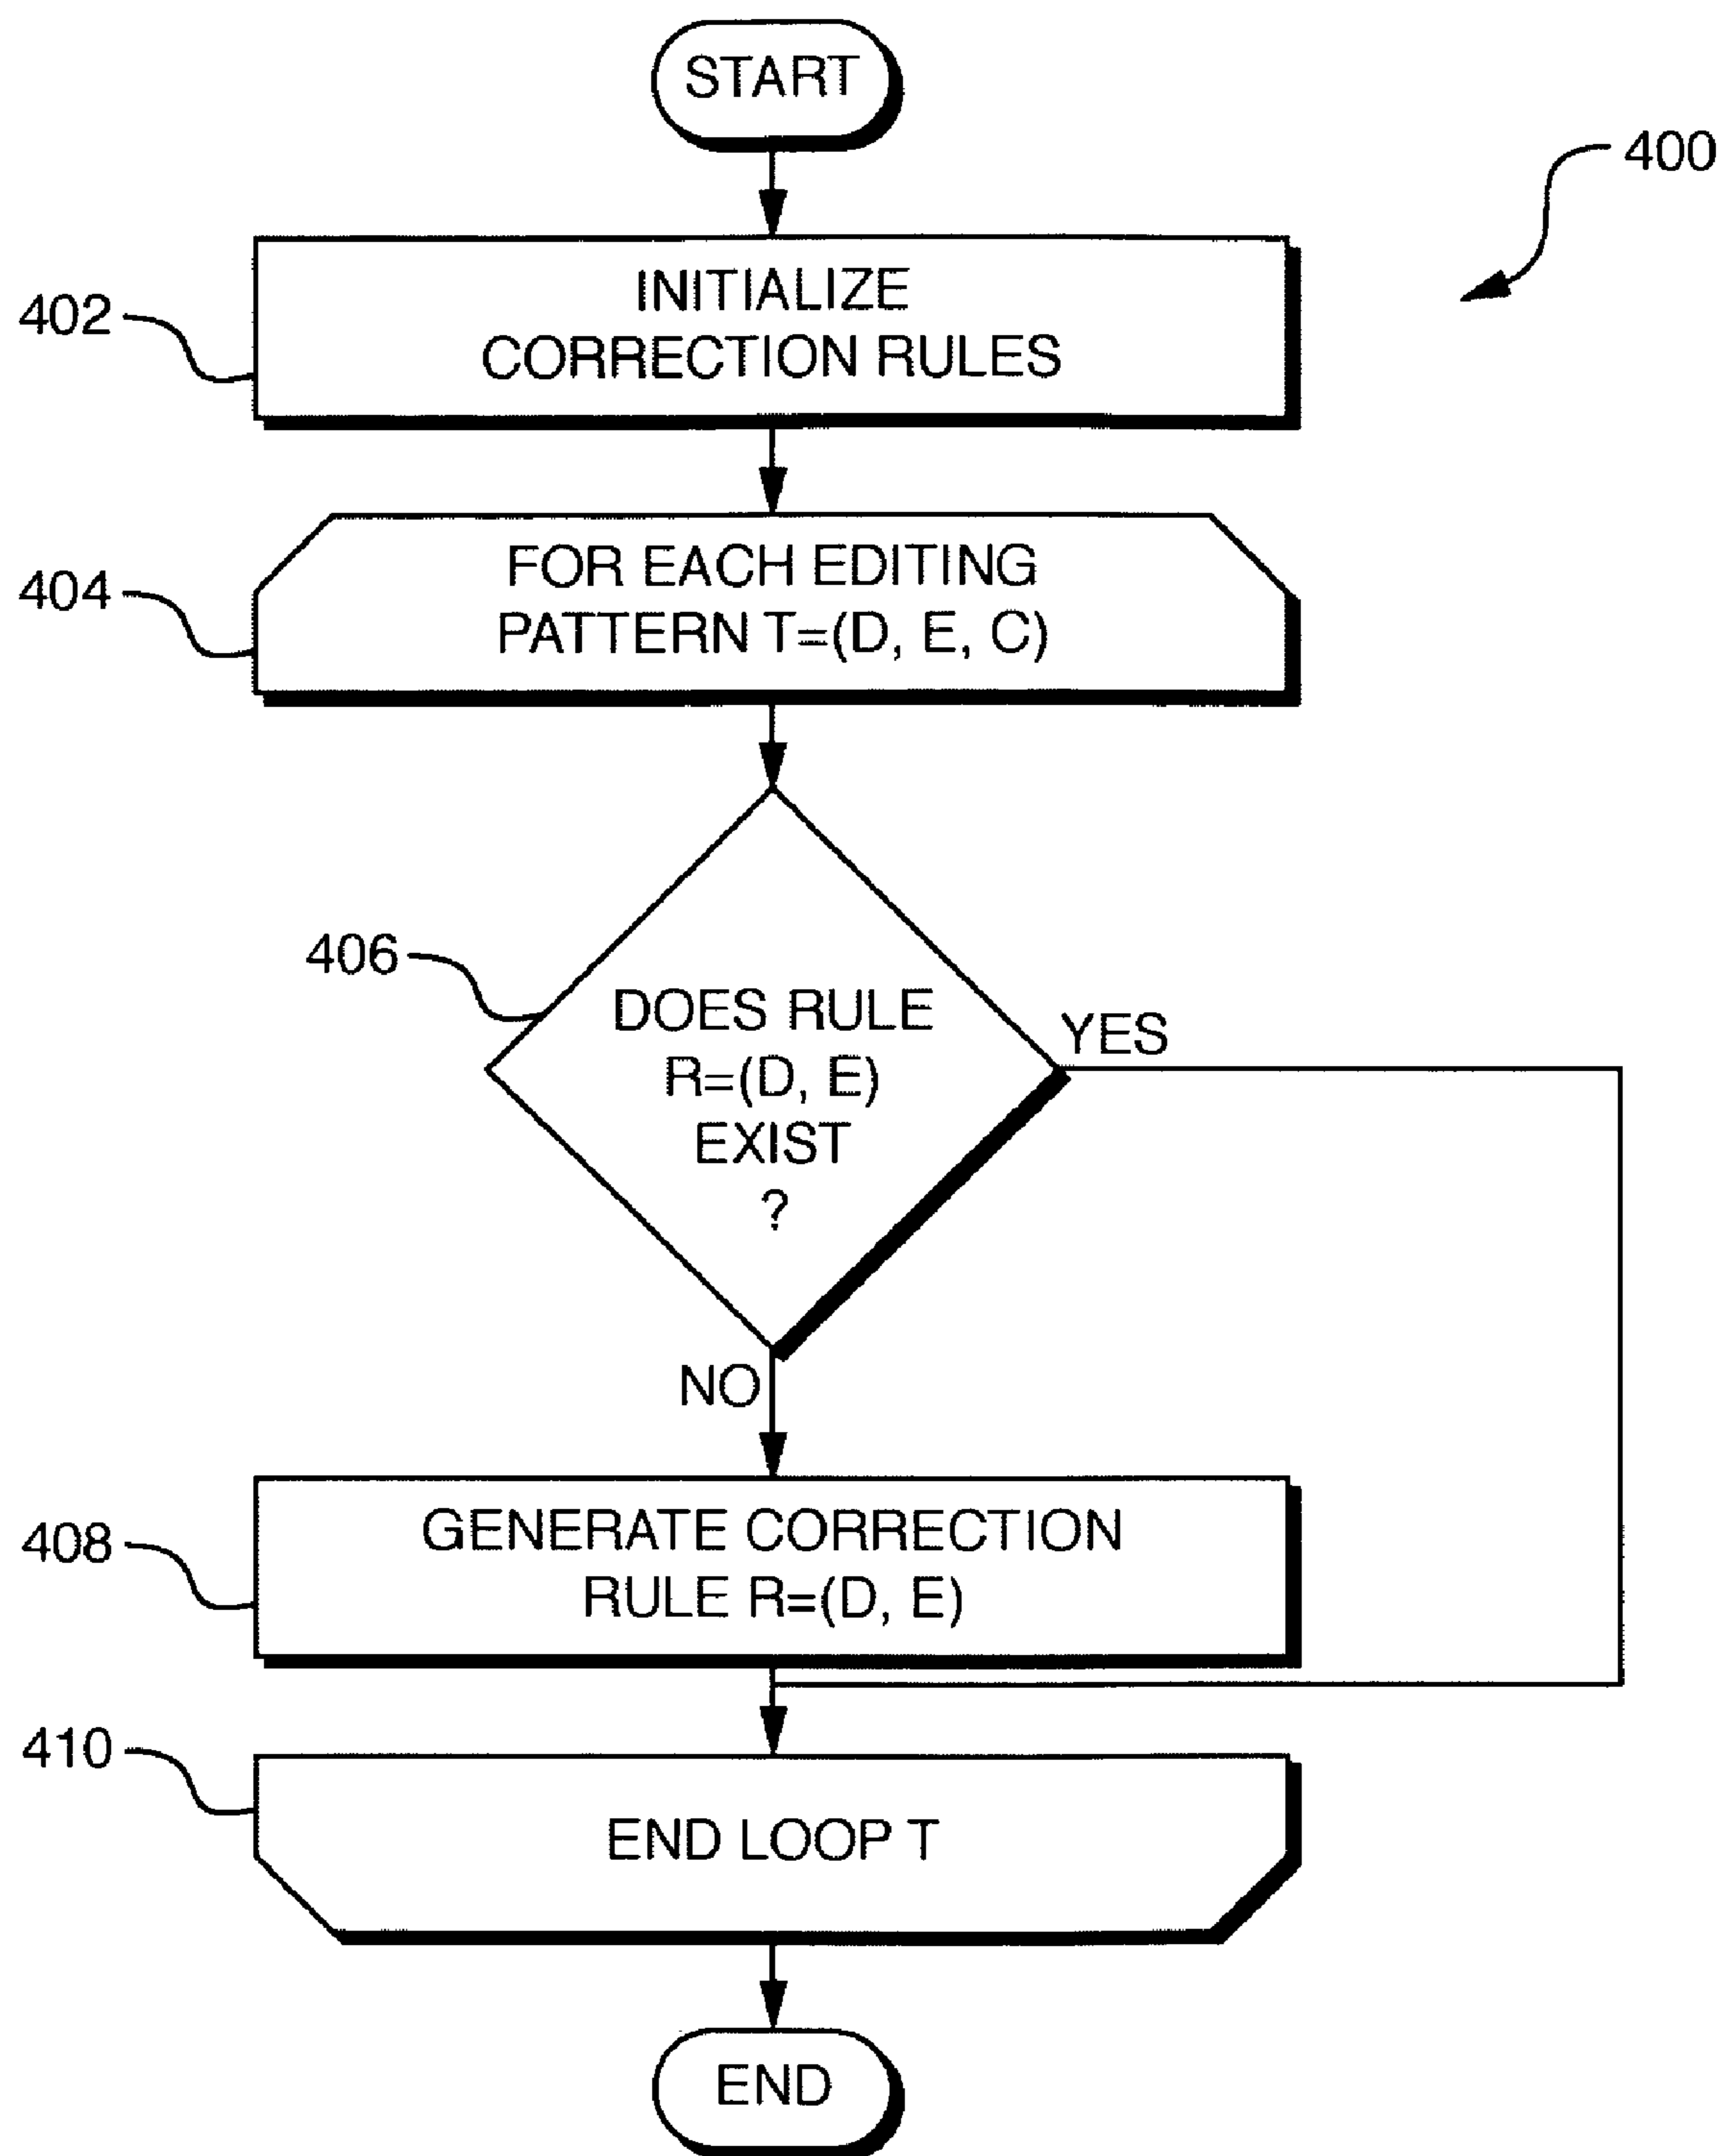 START
400
INITIALIZE
CORRECTION RULES
402
FOR EACH EDITING
PATTERN T=(D, E, C)
404
406
DOES RULE
R=(D, E)
EXIST
?
YES
NO
GENERATE CORRECTION
RULE R=(D, E)
408
410
END LOOP T
END